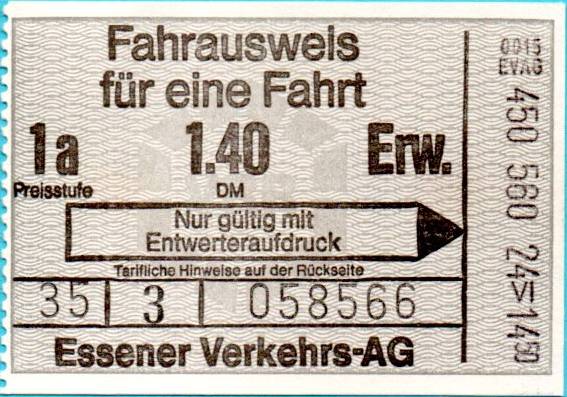 Fahrausweis
für eine Fahrt
1a 1.40 Erw.
Preisstufe DM
Nur gültig mit
Entwerteraufdruck
Tarifliche Hinweise auf der Rückseite
35 3 058566
Essener Verkehrs-AG
0015
EVAG
450 560 24 1450